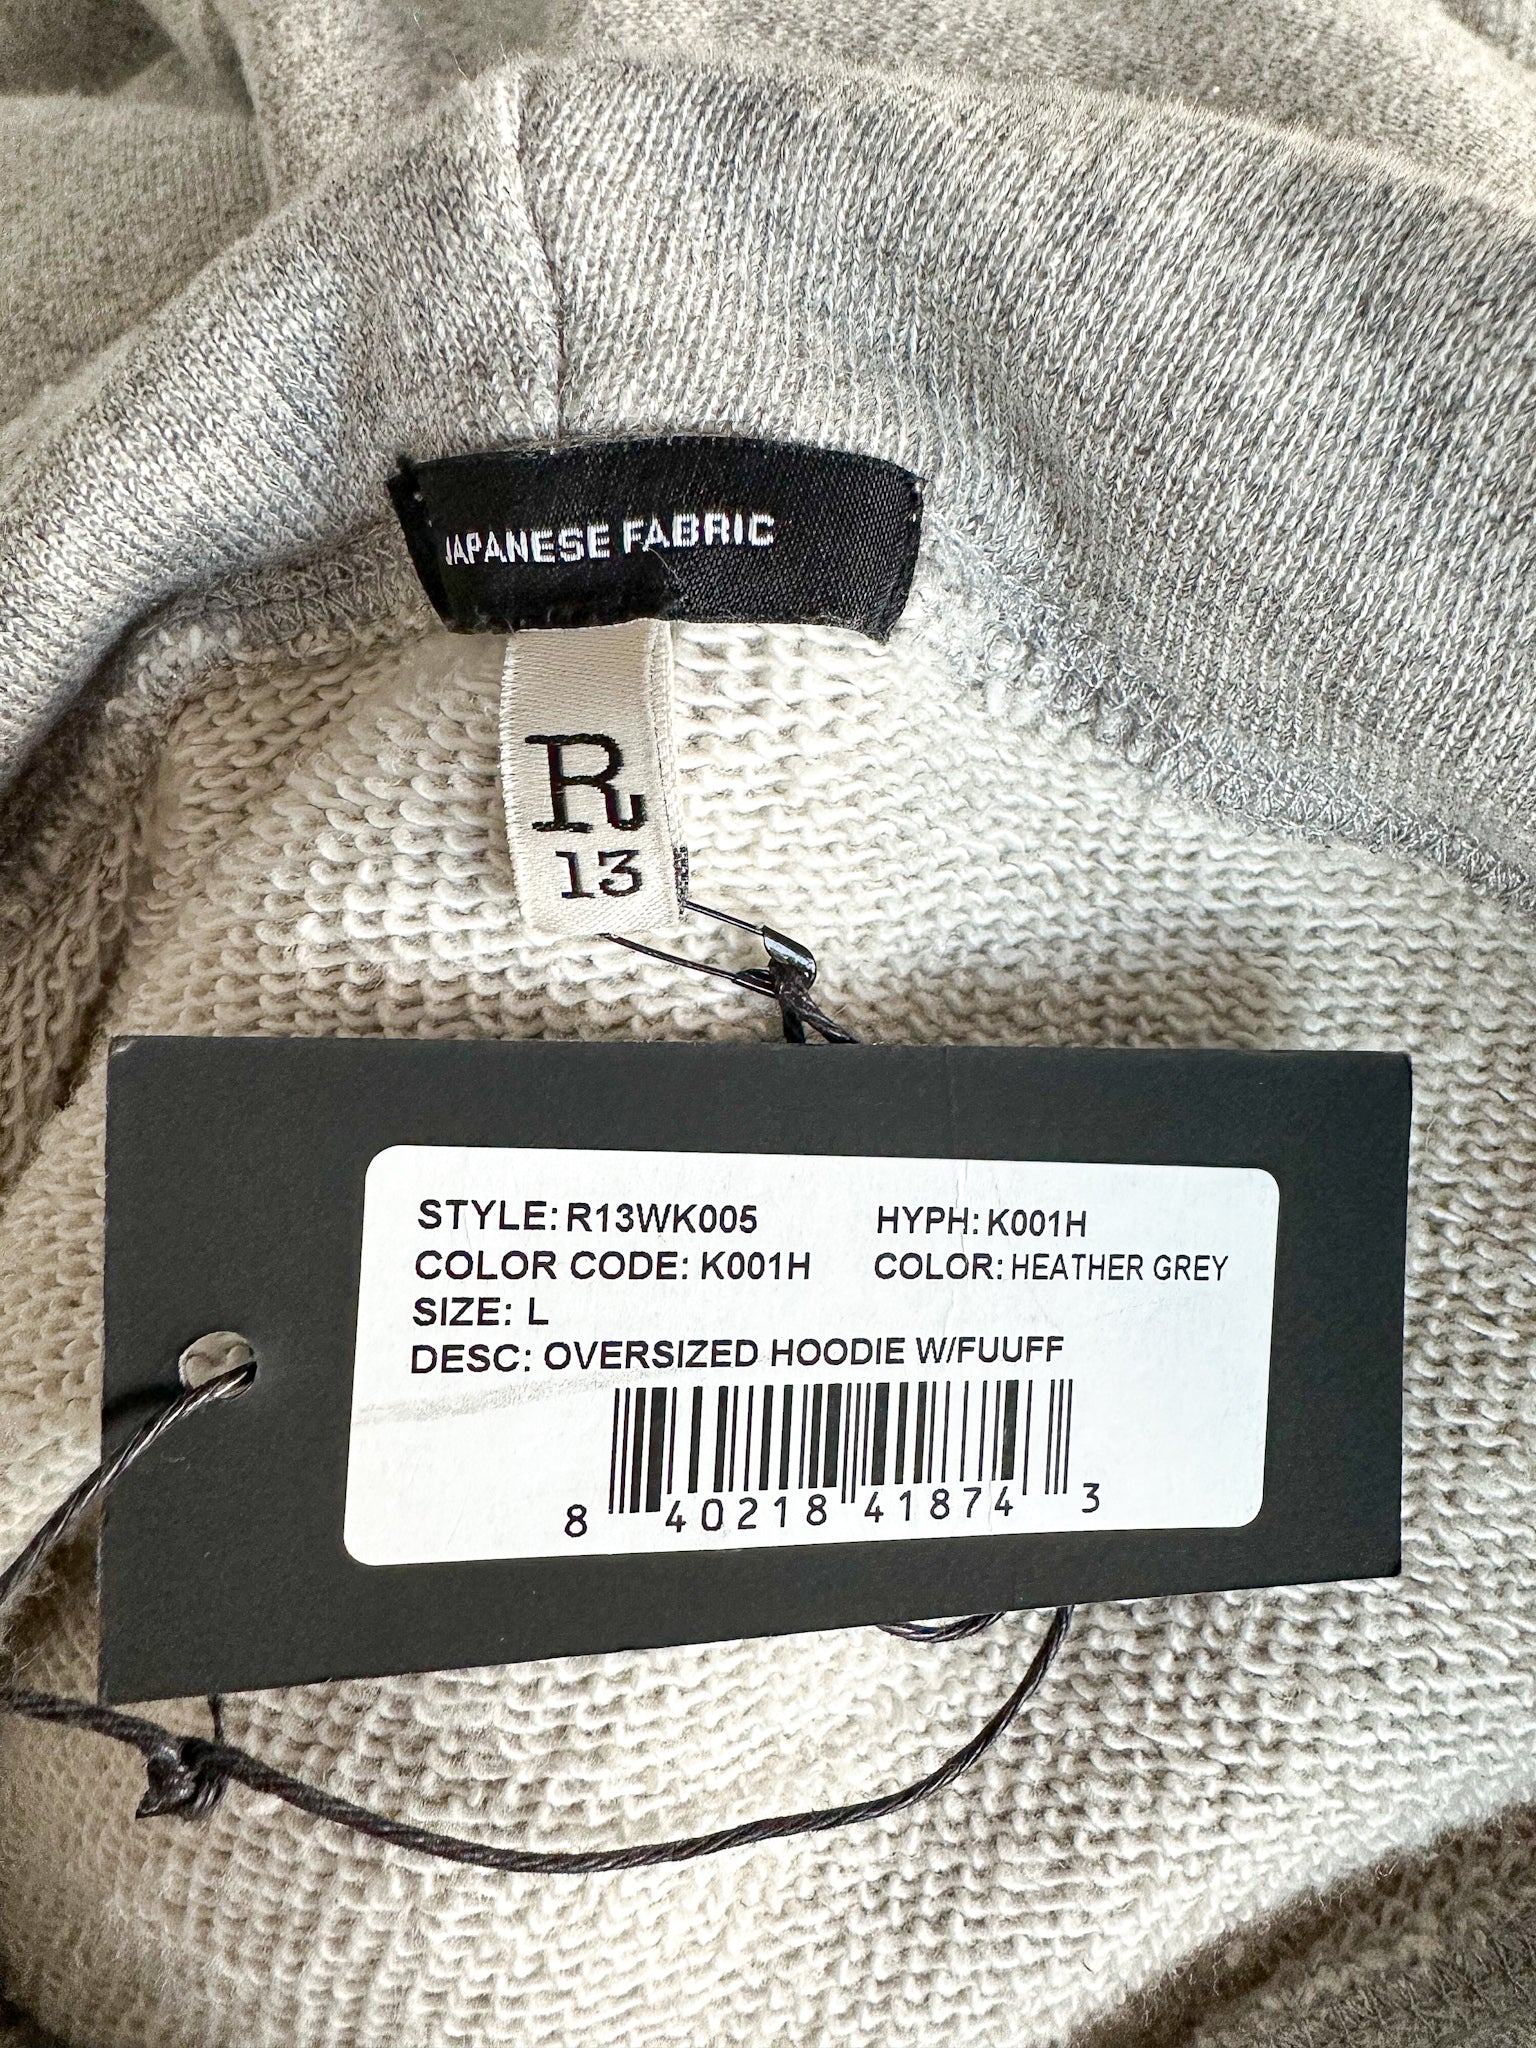 JAPANESE FABRIC
R
13
STYLE: R13WK005 HYPH: K001H
COLOR CODE: K001H COLOR: HEATHER GREY
SIZE: L
DESC: OVERSIZED HOODIE W/FUUFF
8 40218 41874 3